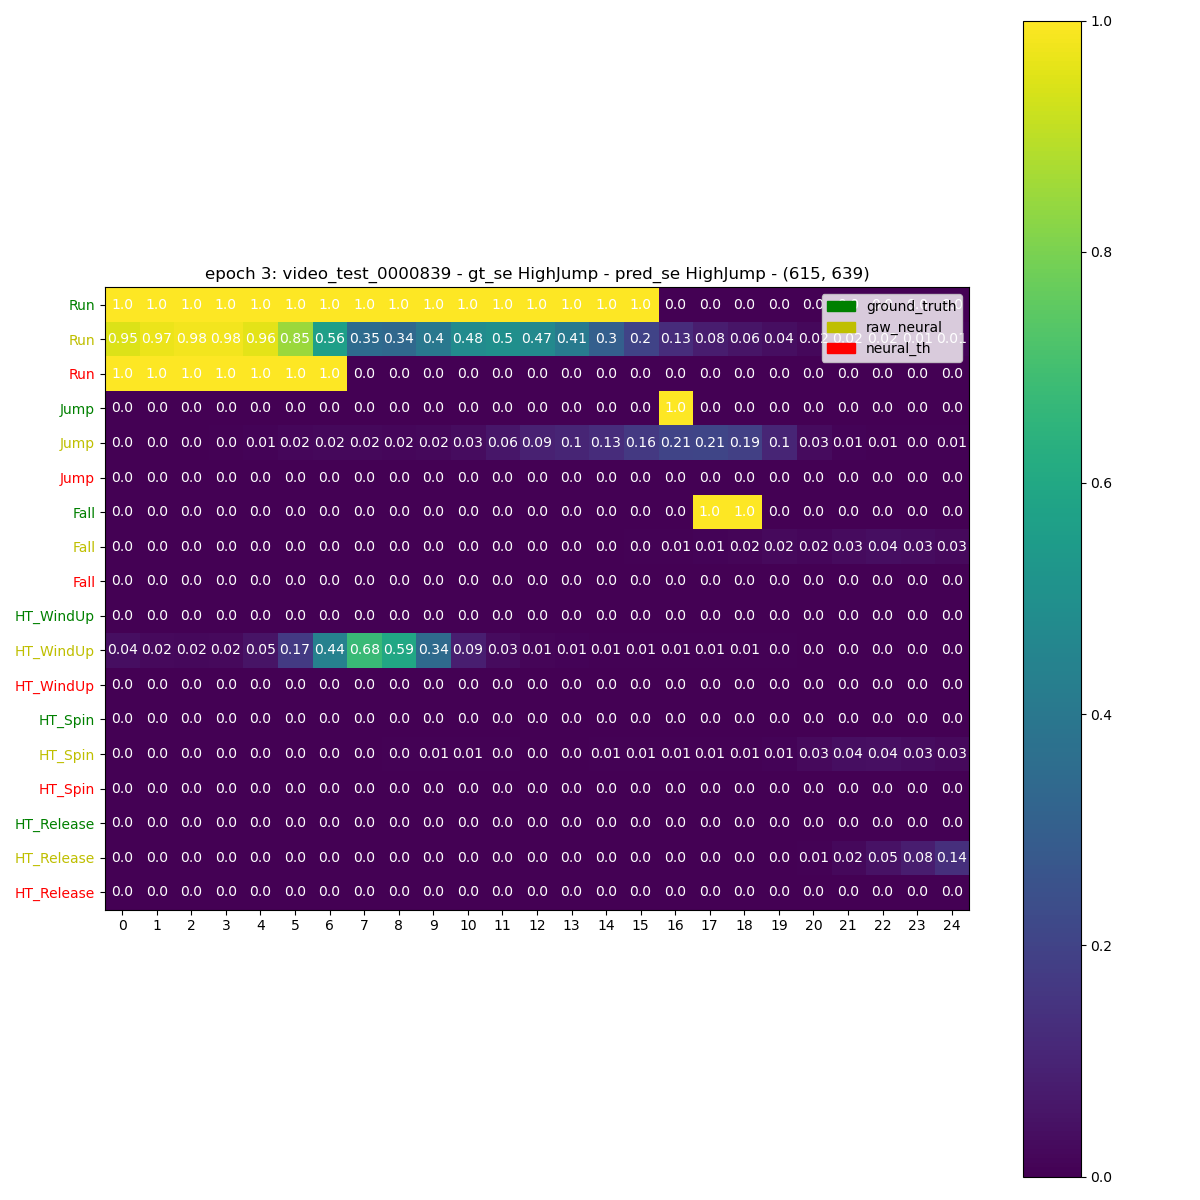 epoch 3: video_test_0000839 - gt_se HighJump - pred_se HighJump - (615, 639)
ground_truth
raw_neural
neural_th
Run 1.0 1.0 1.0 1.0 1.0 1.0 1.0 1.0 1.0 1.0 1.0 1.0 1.0 1.0 1.0 1.0 0.0 0.0 0.0 0.0
Run 0.95 0.97 0.98 0.98 0.96 0.85 0.56 0.35 0.34 0.4 0.48 0.5 0.47 0.41 0.3 0.2 0.13 0.08 0.06 0.04 0.02 0.02 0.02 0.01 0.01
Run 1.0 1.0 1.0 1.0 1.0 1.0 1.0 0.0 0.0 0.0 0.0 0.0 0.0 0.0 0.0 0.0 0.0 0.0 0.0 0.0 0.0 0.0 0.0 0.0 0.0
Jump 0.0 0.0 0.0 0.0 0.0 0.0 0.0 0.0 0.0 0.0 0.0 0.0 0.0 0.0 0.0 0.0 1.0 0.0 0.0 0.0 0.0 0.0 0.0 0.0 0.0
Jump 0.0 0.0 0.0 0.0 0.01 0.02 0.02 0.02 0.02 0.02 0.03 0.06 0.09 0.1 0.13 0.16 0.21 0.21 0.19 0.1 0.03 0.01 0.01 0.0 0.01
Jump 0.0 0.0 0.0 0.0 0.0 0.0 0.0 0.0 0.0 0.0 0.0 0.0 0.0 0.0 0.0 0.0 0.0 0.0 0.0 0.0 0.0 0.0 0.0 0.0 0.0
Fall 0.0 0.0 0.0 0.0 0.0 0.0 0.0 0.0 0.0 0.0 0.0 0.0 0.0 0.0 0.0 0.0 0.0 1.0 1.0 0.0 0.0 0.0 0.0 0.0 0.0
Fall 0.0 0.0 0.0 0.0 0.0 0.0 0.0 0.0 0.0 0.0 0.0 0.0 0.0 0.0 0.0 0.0 0.01 0.01 0.02 0.02 0.02 0.03 0.04 0.03 0.03
Fall 0.0 0.0 0.0 0.0 0.0 0.0 0.0 0.0 0.0 0.0 0.0 0.0 0.0 0.0 0.0 0.0 0.0 0.0 0.0 0.0 0.0 0.0 0.0 0.0 0.0
HT_WindUp 0.0 0.0 0.0 0.0 0.0 0.0 0.0 0.0 0.0 0.0 0.0 0.0 0.0 0.0 0.0 0.0 0.0 0.0 0.0 0.0 0.0 0.0 0.0 0.0 0.0
HT_WindUp 0.04 0.02 0.02 0.02 0.05 0.17 0.44 0.68 0.59 0.34 0.09 0.03 0.01 0.01 0.01 0.01 0.01 0.01 0.01 0.0 0.0 0.0 0.0 0.0 0.0
HT_WindUp 0.0 0.0 0.0 0.0 0.0 0.0 0.0 0.0 0.0 0.0 0.0 0.0 0.0 0.0 0.0 0.0 0.0 0.0 0.0 0.0 0.0 0.0 0.0 0.0 0.0
HT_Spin 0.0 0.0 0.0 0.0 0.0 0.0 0.0 0.0 0.0 0.0 0.0 0.0 0.0 0.0 0.0 0.0 0.0 0.0 0.0 0.0 0.0 0.0 0.0 0.0 0.0
HT_Spin 0.0 0.0 0.0 0.0 0.0 0.0 0.0 0.0 0.0 0.01 0.01 0.0 0.0 0.0 0.01 0.01 0.01 0.01 0.01 0.01 0.03 0.04 0.04 0.03 0.03
HT_Spin 0.0 0.0 0.0 0.0 0.0 0.0 0.0 0.0 0.0 0.0 0.0 0.0 0.0 0.0 0.0 0.0 0.0 0.0 0.0 0.0 0.0 0.0 0.0 0.0 0.0
HT_Release 0.0 0.0 0.0 0.0 0.0 0.0 0.0 0.0 0.0 0.0 0.0 0.0 0.0 0.0 0.0 0.0 0.0 0.0 0.0 0.0 0.0 0.0 0.0 0.0 0.0
HT_Release 0.0 0.0 0.0 0.0 0.0 0.0 0.0 0.0 0.0 0.0 0.0 0.0 0.0 0.0 0.0 0.0 0.0 0.0 0.0 0.0 0.01 0.02 0.05 0.08 0.14
HT_Release 0.0 0.0 0.0 0.0 0.0 0.0 0.0 0.0 0.0 0.0 0.0 0.0 0.0 0.0 0.0 0.0 0.0 0.0 0.0 0.0 0.0 0.0 0.0 0.0 0.0
0 1 2 3 4 5 6 7 8 9 10 11 12 13 14 15 16 17 18 19 20 21 22 23 24
1.0
0.8
0.6
0.4
0.2
0.0